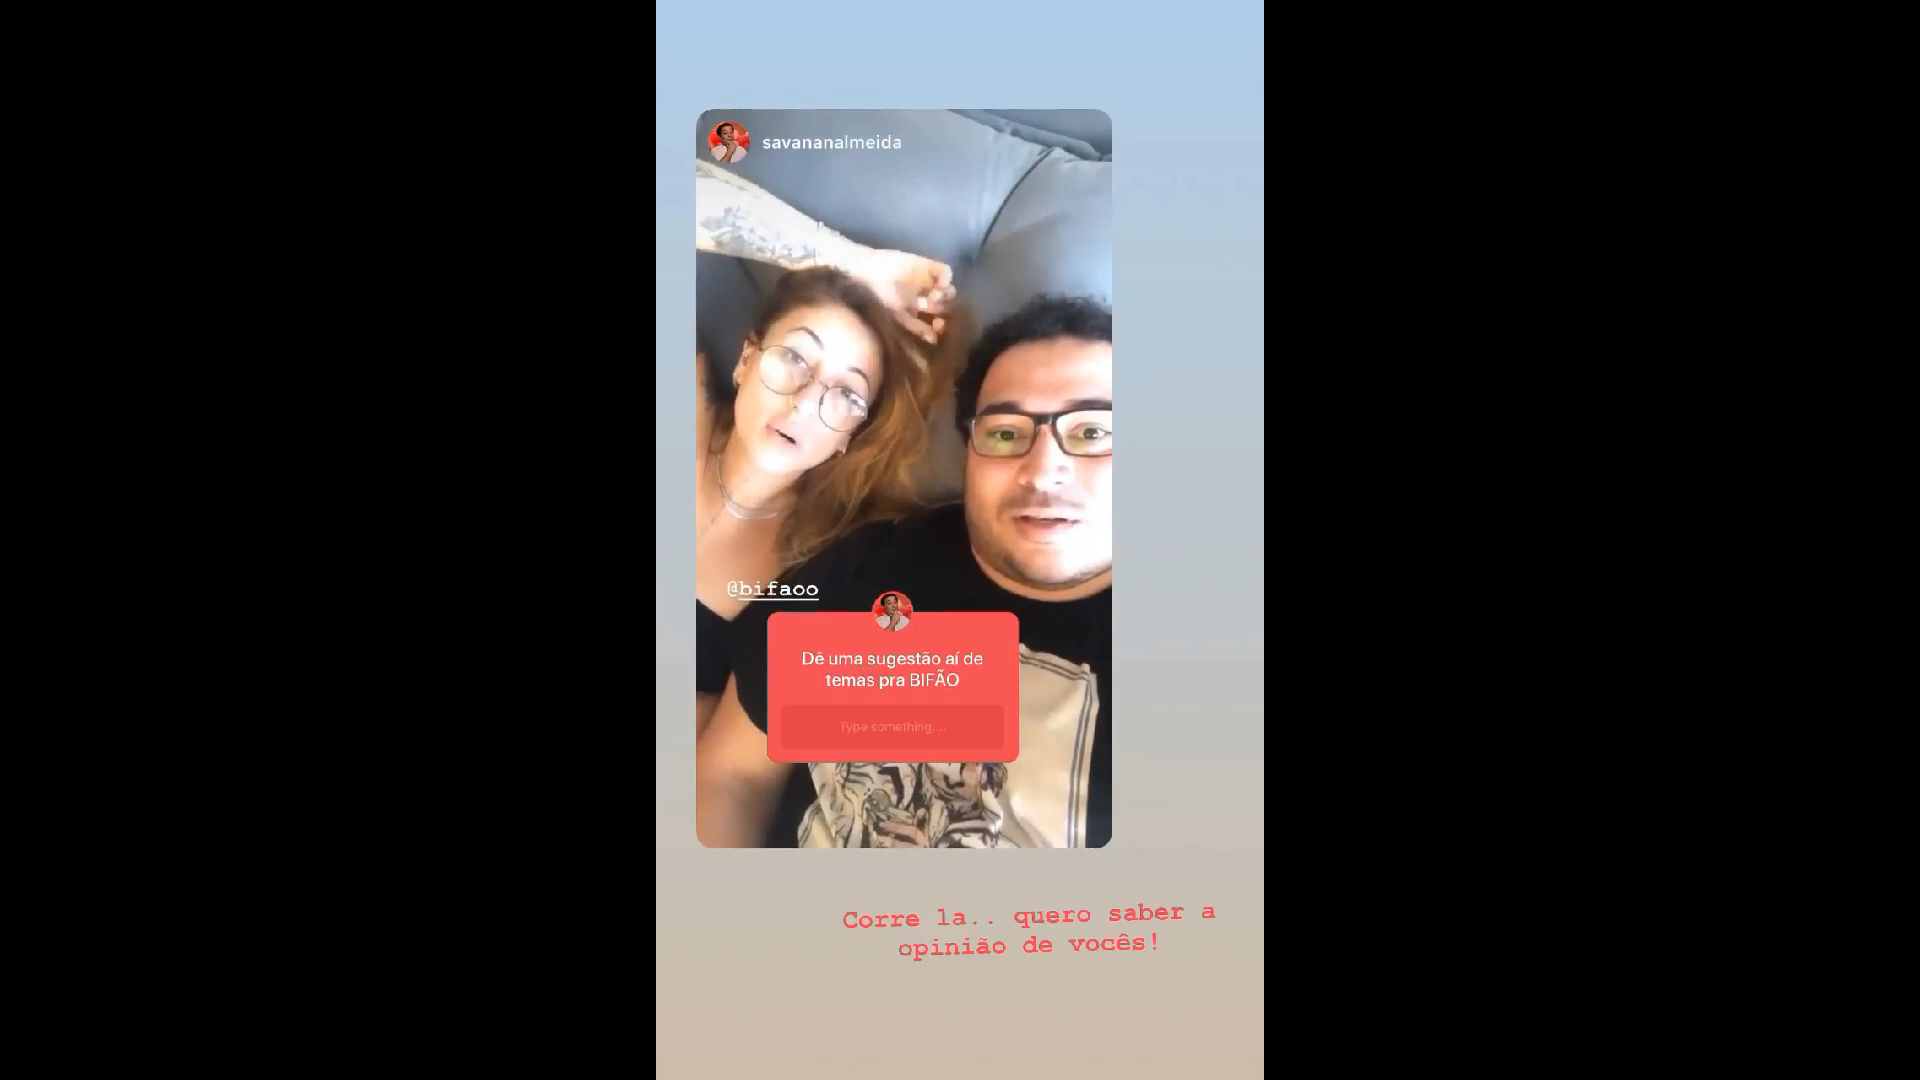 savananalmeida
@bifaoo
Dê uma sugestão aí de
temas pra BIFÃO
Type something...
Corre la.. quero saber a
opinião de vocês!